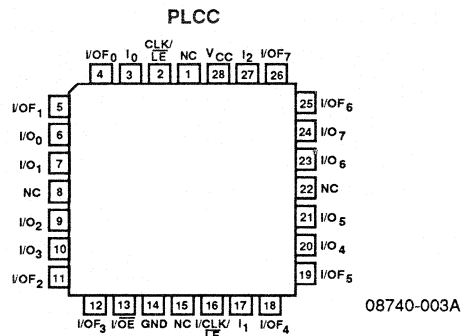 PLCC
I/OF0 I0 CLK/LE NC VCC I2 I/OF7
4 3 2 1 28 27 26
I/OF1 5
I/O0 6
I/O1 7
NC 8
I/O2 9
I/O3 10
I/OF2 11
25 I/OF6
24 I/O7
23 I/O6
22 NC
21 I/O5
20 I/O4
19 I/OF5
12 13 14 15 16 17 18
I/OF3 I/OE GND NC I/CLK/LE I1 I/OF4
08740-003A